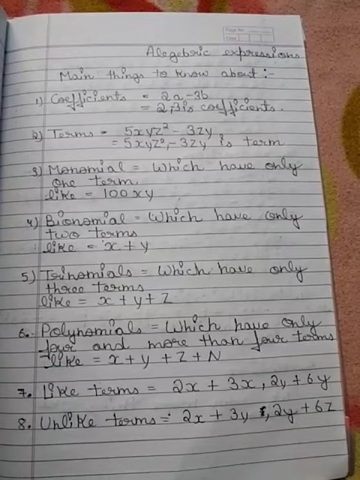 Alegebric expressions
Main things to know about :-
1) Coefficients = 2a-3b
= 2,3 is coefficients.
2) Terms = 5xyz² - 3zy
= 5xyz², -3zy is term
3) Monomial = Which have only
one term
like = 100xy
4) Bionomial = Which have only
two terms
like = x + y
5) Trinomials = Which have only
three terms
like = x + y + z
6. Polynomials = Which have only
four and more than four terms
like = x + y + z + N
7. Like terms = 2x + 3x, 2y + 6y
8. Unlike terms = 2x + 3y, 2y + 6z